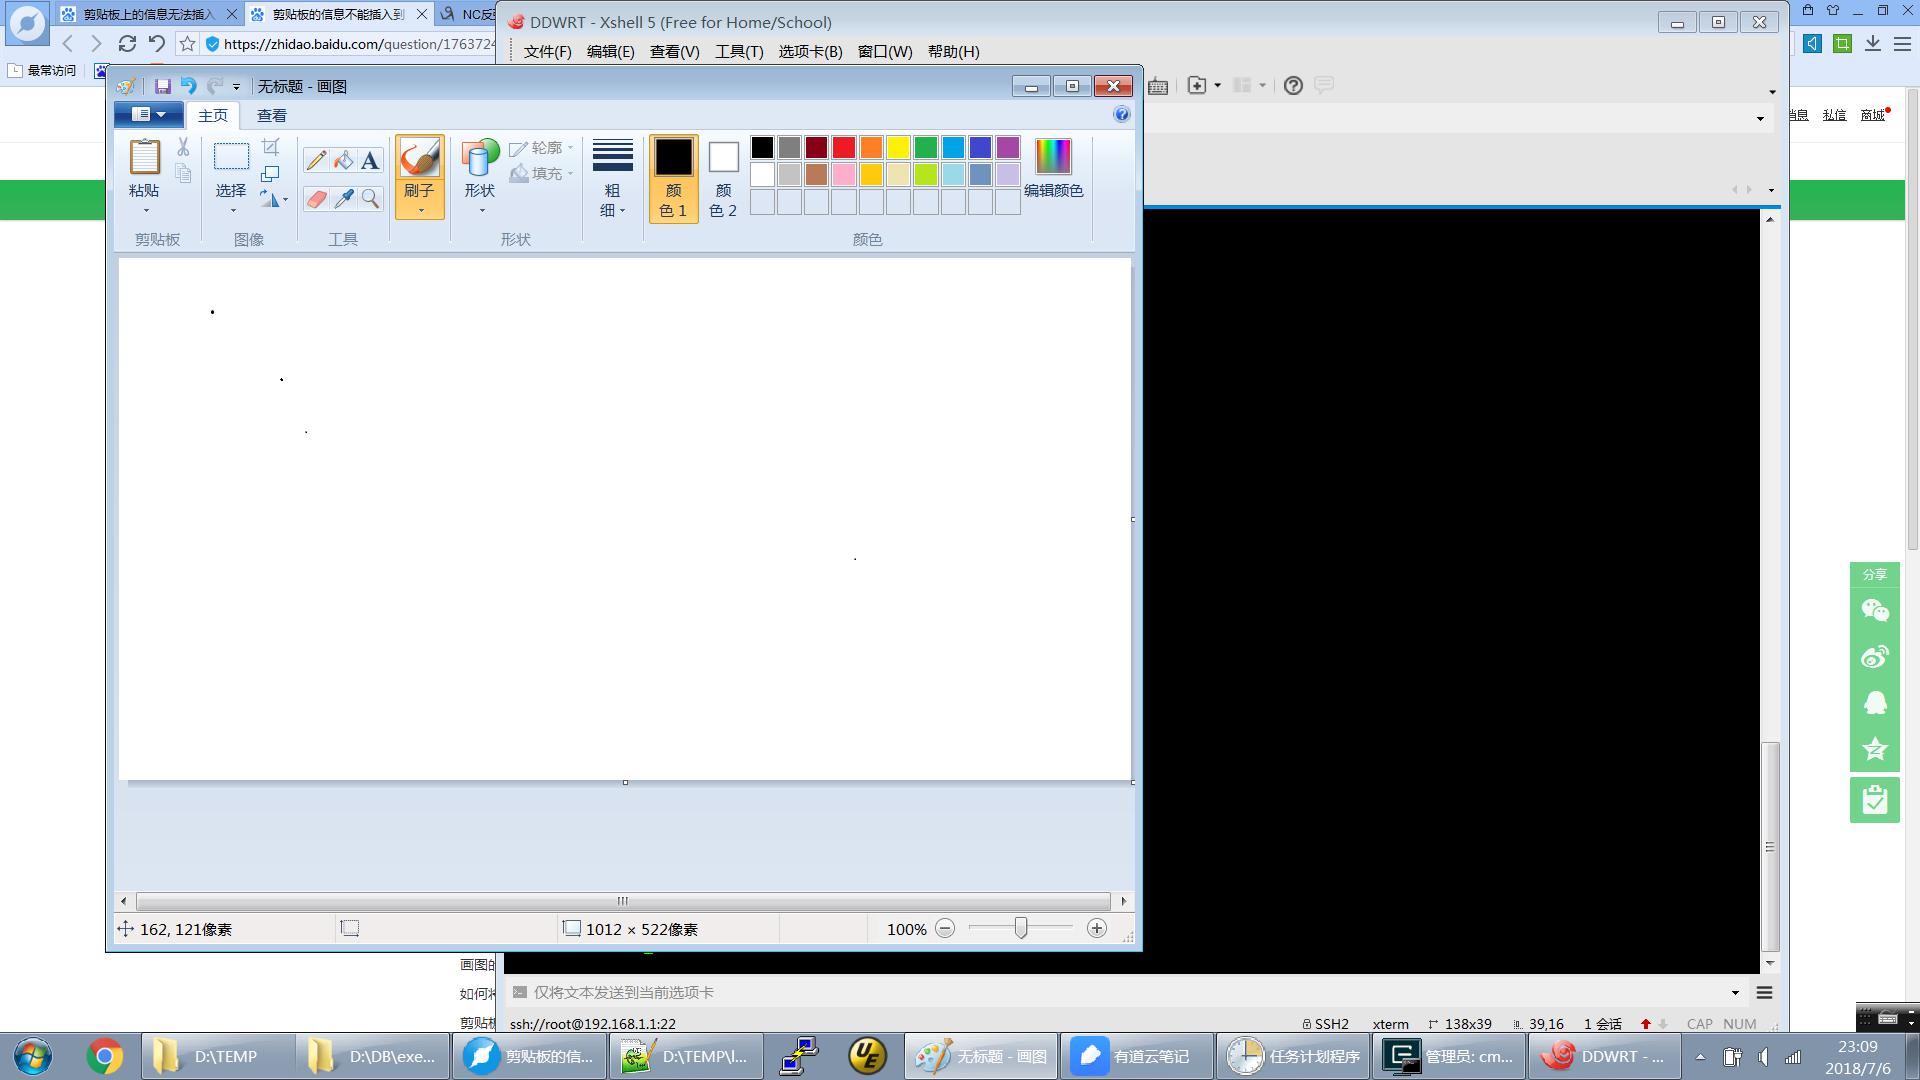 剪贴板上的信息无法插入
剪贴板的信息不能插入到
NC反
https://zhidao.baidu.com/question/1763724
最常访问
DDWRT - Xshell 5 (Free for Home/School)
文件(F) 编辑(E) 查看(V) 工具(T) 选项卡(B) 窗口(W) 帮助(H)
消息 私信 商城
无标题 - 画图
主页 查看
粘贴
选择
刷子
形状
轮廓
填充
粗细
颜色 1
颜色 2
编辑颜色
剪贴板 图像 工具 形状 颜色
分享
162, 121像素
1012 × 522像素
100%
画图的
如何将
剪贴板
仅将文本发送到当前选项卡
ssh://root@192.168.1.1:22
SSH2 xterm 138x39 39,16 1 会话 CAP NUM
D:\TEMP
D:\DB\exe...
剪贴板的信...
D:\TEMP\l...
无标题 - 画图
有道云笔记
任务计划程序
管理员: cm...
DDWRT - ...
23:09
2018/7/6